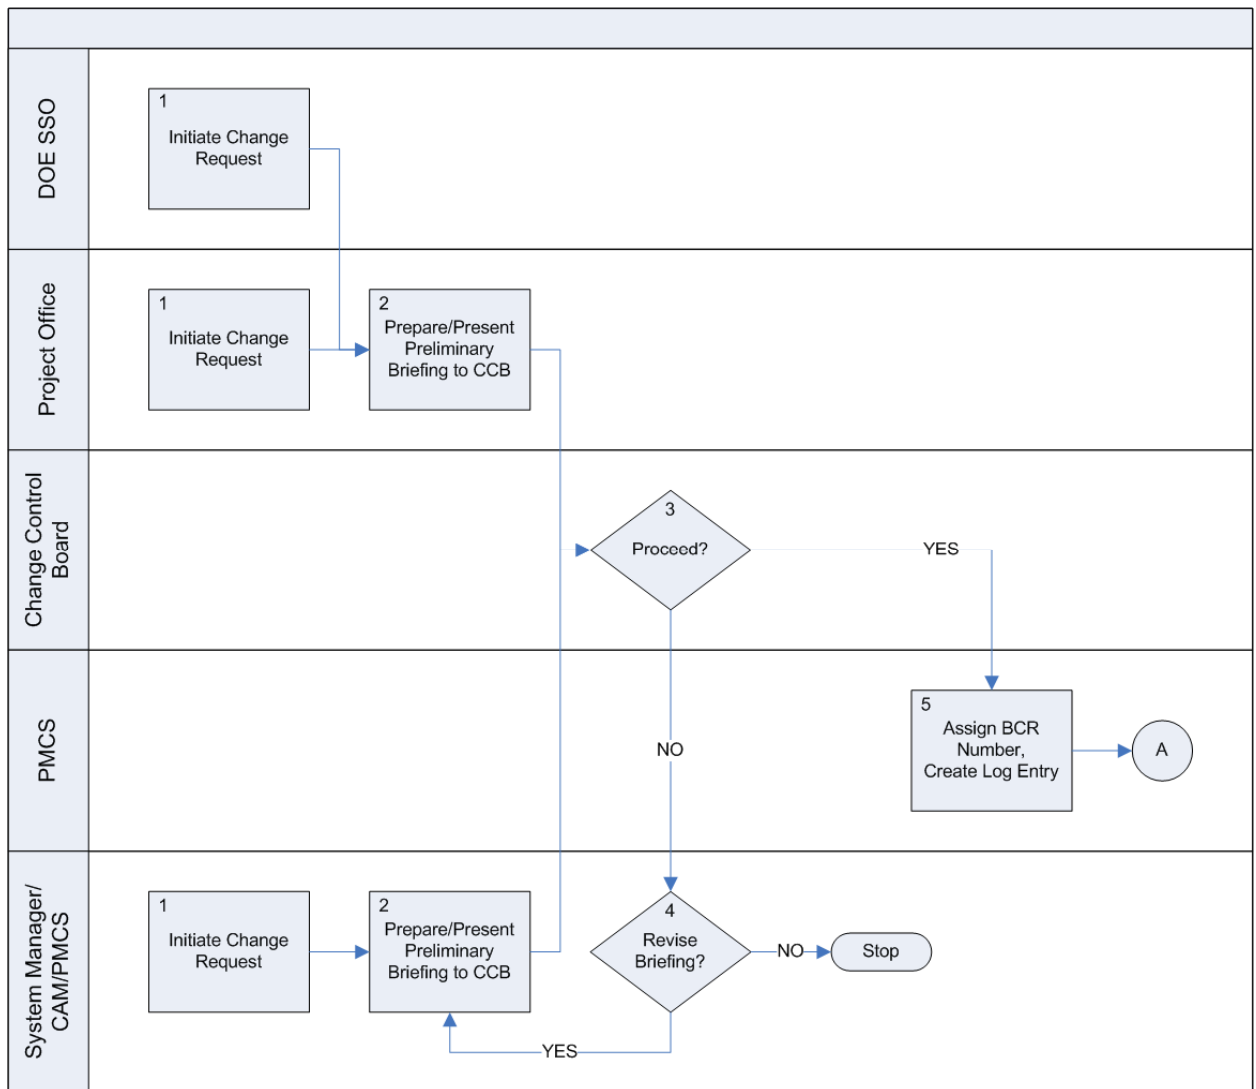 DOE SSO
1
Initiate Change
Request
Project Office
1
Initiate Change
Request
2
Prepare/Present
Preliminary
Briefing to CCB
Change Control
Board
3
Proceed?
YES
NO
PMCS
5
Assign BCR
Number,
Create Log Entry
A
System Manager/
CAM/PMCS
1
Initiate Change
Request
2
Prepare/Present
Preliminary
Briefing to CCB
4
Revise
Briefing?
NO
Stop
YES